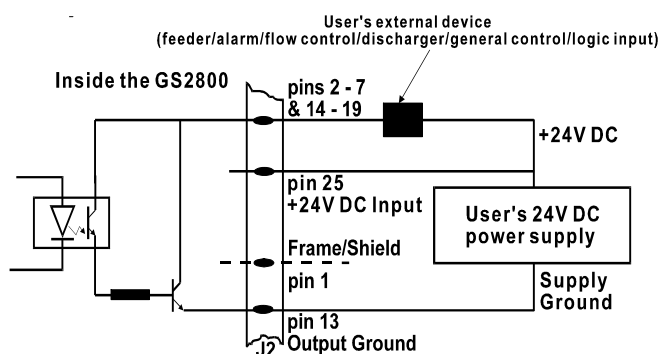 User's external device
(feeder/alarm/flow control/discharger/general control/logic input)
Inside the GS2800
pins 2 - 7
& 14 - 19
+24V DC
pin 25
+24V DC Input
User's 24V DC
power supply
Frame/Shield
pin 1
Supply
Ground
pin 13
Output Ground
J2